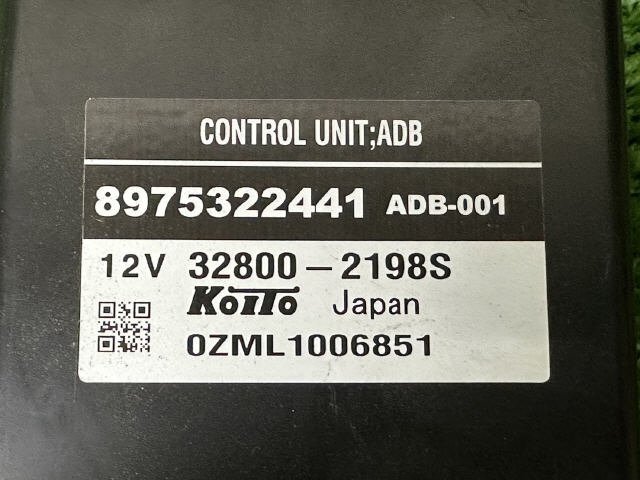 CONTROL UNIT;ADB
8975322441 ADB-001
12V 32800-2198S
KOITO Japan
0ZML1006851